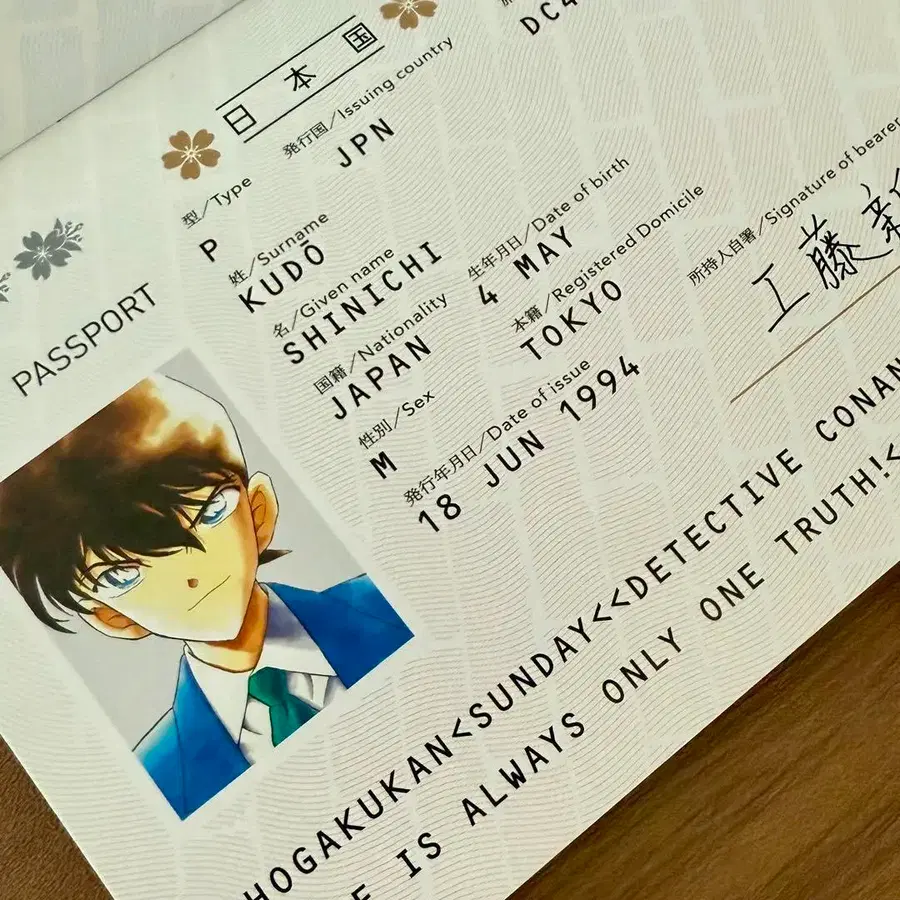 日本国
型/Type
P
発行国/Issuing country
JPN
DC4
姓/Surname
KUDŌ
名/Given name
SHINICHI
国籍/Nationality
JAPAN
生年月日/Date of birth
4 MAY
性別/Sex
M
本籍/Registered Domicile
TOKYO
発行年月日/Date of issue
18 JUN 1994
所持人自署/Signature of bearer
工藤新
PASSPORT
HOGAKUKAN<SUNDAY<<DETECTIVE CONAN
E IS ALWAYS ONLY ONE TRUTH!<